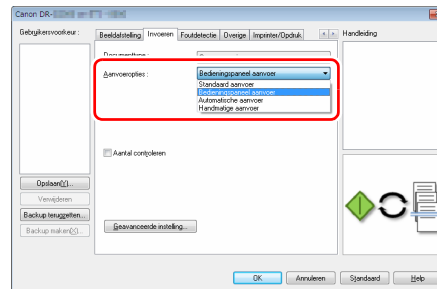 Canon DR-
Gebruikersvoorkeur :
Beeldafstelling Invoeren Foutdetectie Overige Imprinter/Opdruk
Handleiding
Documenttype :
Aanvoeropties :
Bedieningspaneel aanvoer
Standaard aanvoer
Bedieningspaneel aanvoer
Automatische aanvoer
Handmatige aanvoer
Aantal controleren
Opslaan(Y)...
Verwijderen
Backup terugzetten...
Backup maken(X)...
Geavanceerde instelling...
OK Annuleren Standaard Help